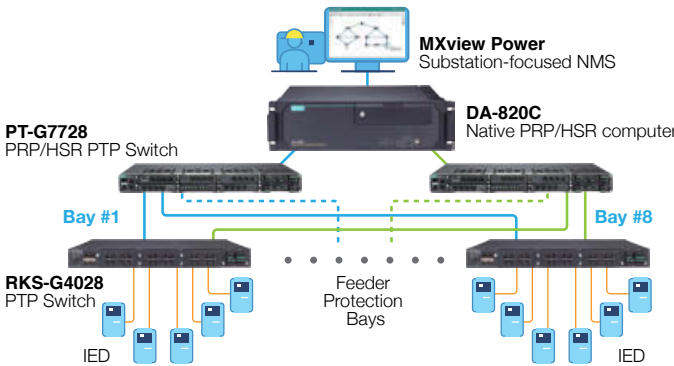 MXview Power
Substation-focused NMS
DA-820C
Native PRP/HSR computer
PT-G7728
PRP/HSR PTP Switch
Bay #1
Bay #8
RKS-G4028
PTP Switch
Feeder
Protection
Bays
IED
IED